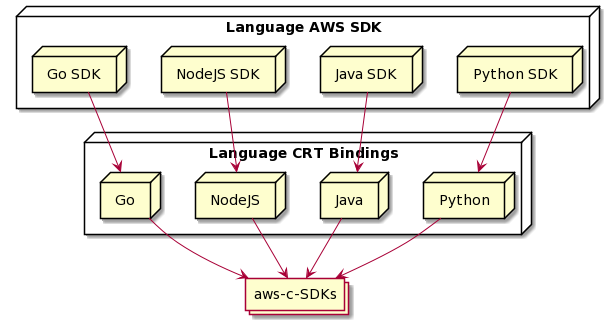 Language AWS SDK
Go SDK
NodeJS SDK
Java SDK
Python SDK
Language CRT Bindings
Go
NodeJS
Java
Python
aws-c-SDKs